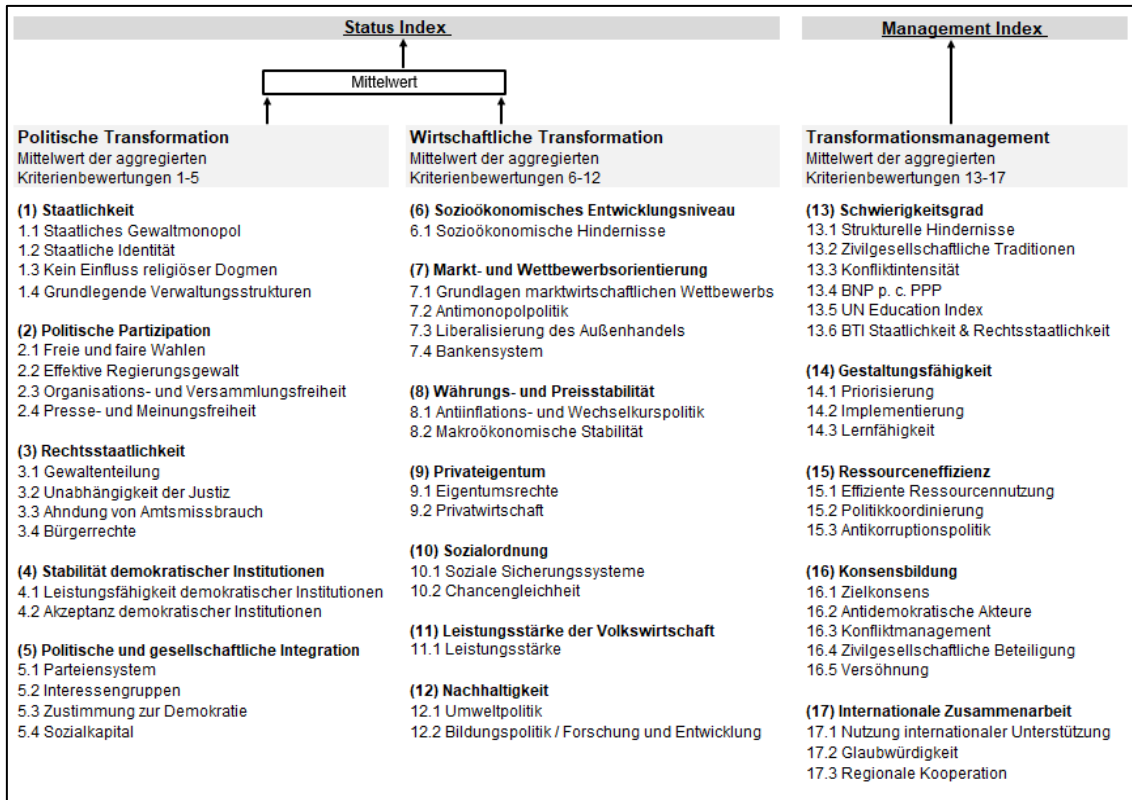 Status Index
Management Index
Mittelwert
Politische Transformation
Mittelwert der aggregierten
Kriterienbewertungen 1-5
(1) Staatlichkeit
1.1 Staatliches Gewaltmonopol
1.2 Staatliche Identität
1.3 Kein Einfluss religiöser Dogmen
1.4 Grundlegende Verwaltungsstrukturen
(2) Politische Partizipation
2.1 Freie und faire Wahlen
2.2 Effektive Regierungsgewalt
2.3 Organisations- und Versammlungsfreiheit
2.4 Presse- und Meinungsfreiheit
(3) Rechtsstaatlichkeit
3.1 Gewaltenteilung
3.2 Unabhängigkeit der Justiz
3.3 Ahndung von Amtsmissbrauch
3.4 Bürgerrechte
(4) Stabilität demokratischer Institutionen
4.1 Leistungsfähigkeit demokratischer Institutionen
4.2 Akzeptanz demokratischer Institutionen
(5) Politische und gesellschaftliche Integration
5.1 Parteiensystem
5.2 Interessengruppen
5.3 Zustimmung zur Demokratie
5.4 Sozialkapital
Wirtschaftliche Transformation
Mittelwert der aggregierten
Kriterienbewertungen 6-12
(6) Sozioökonomisches Entwicklungsniveau
6.1 Sozioökonomische Hindernisse
(7) Markt- und Wettbewerbsorientierung
7.1 Grundlagen marktwirtschaftlichen Wettbewerbs
7.2 Antimonopolpolitik
7.3 Liberalisierung des Außenhandels
7.4 Bankensystem
(8) Währungs- und Preisstabilität
8.1 Antiinflations- und Wechselkurspolitik
8.2 Makroökonomische Stabilität
(9) Privateigentum
9.1 Eigentumsrechte
9.2 Privatwirtschaft
(10) Sozialordnung
10.1 Soziale Sicherungssysteme
10.2 Chancengleichheit
(11) Leistungsstärke der Volkswirtschaft
11.1 Leistungsstärke
(12) Nachhaltigkeit
12.1 Umweltpolitik
12.2 Bildungspolitik / Forschung und Entwicklung
Transformationsmanagement
Mittelwert der aggregierten
Kriterienbewertungen 13-17
(13) Schwierigkeitsgrad
13.1 Strukturelle Hindernisse
13.2 Zivilgesellschaftliche Traditionen
13.3 Konfliktintensität
13.4 BNP p. c. PPP
13.5 UN Education Index
13.6 BTI Staatlichkeit & Rechtsstaatlichkeit
(14) Gestaltungsfähigkeit
14.1 Priorisierung
14.2 Implementierung
14.3 Lernfähigkeit
(15) Ressourceneffizienz
15.1 Effiziente Ressourcennutzung
15.2 Politikkoordinierung
15.3 Antikorruptionspolitik
(16) Konsensbildung
16.1 Zielkonsens
16.2 Antidemokratische Akteure
16.3 Konfliktmanagement
16.4 Zivilgesellschaftliche Beteiligung
16.5 Versöhnung
(17) Internationale Zusammenarbeit
17.1 Nutzung internationaler Unterstützung
17.2 Glaubwürdigkeit
17.3 Regionale Kooperation